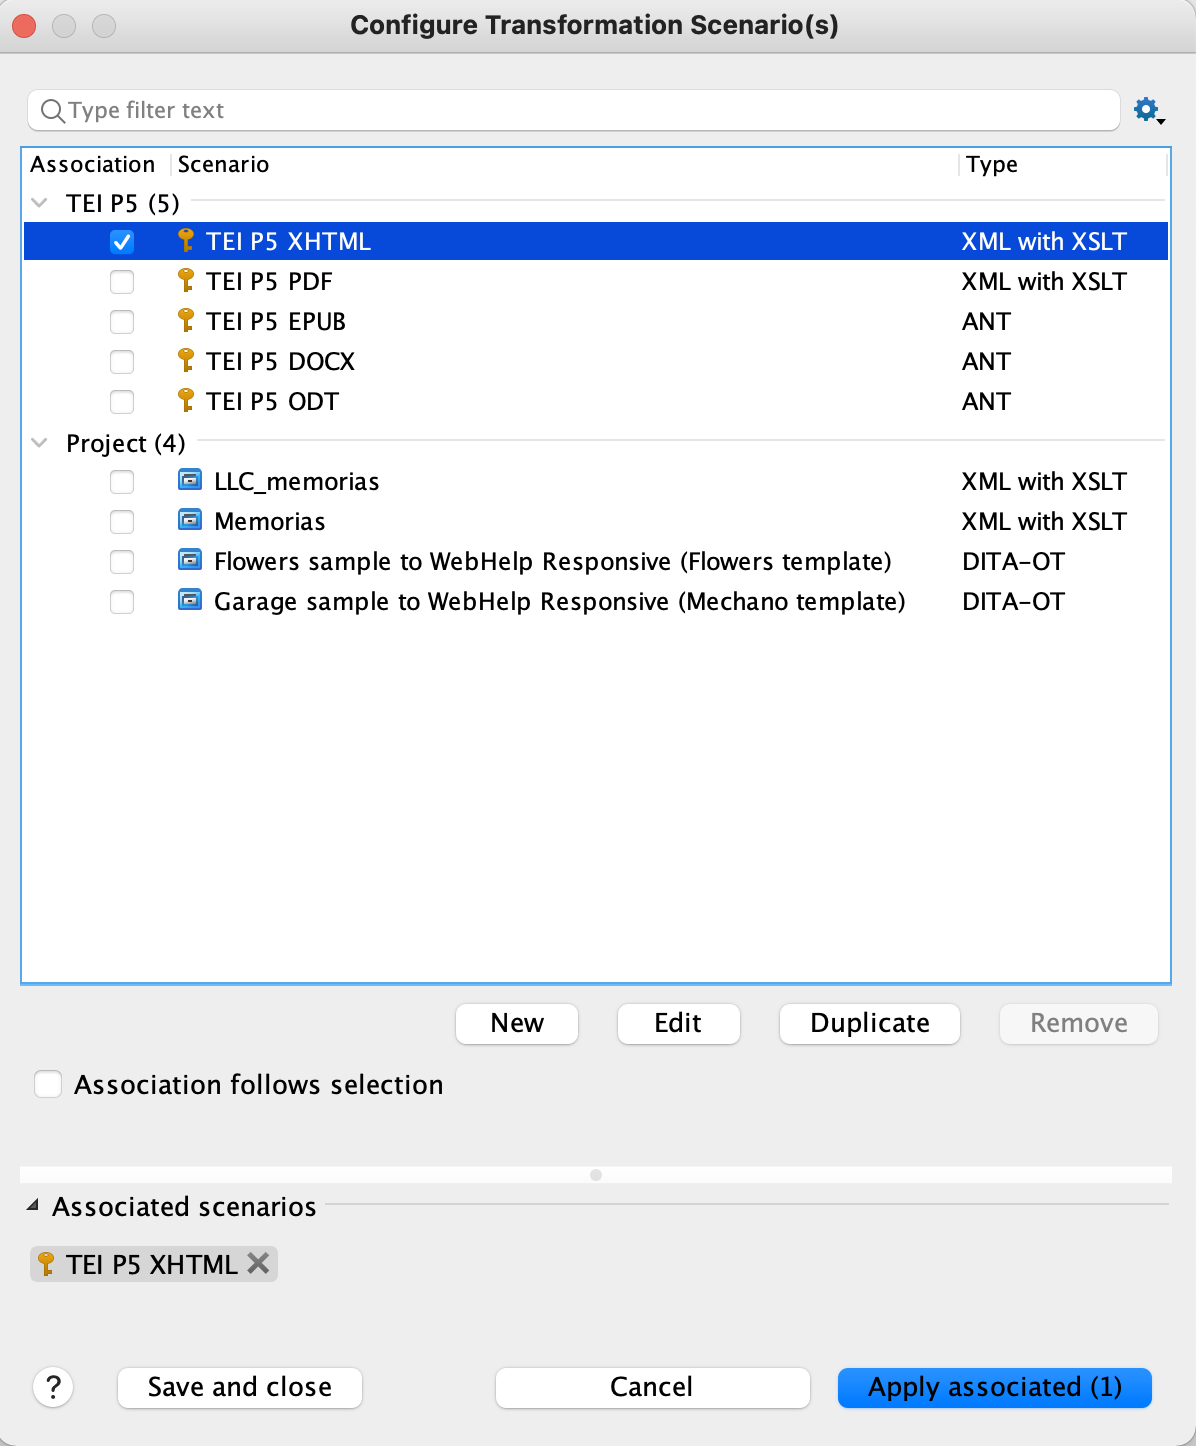 Configure Transformation Scenario(s)
Type filter text
Association Scenario Type
TEI P5 (5)
TEI P5 XHTML XML with XSLT
TEI P5 PDF XML with XSLT
TEI P5 EPUB ANT
TEI P5 DOCX ANT
TEI P5 ODT ANT
Project (4)
LLC_memorias XML with XSLT
Memorias XML with XSLT
Flowers sample to WebHelp Responsive (Flowers template) DITA-OT
Garage sample to WebHelp Responsive (Mechano template) DITA-OT
New Edit Duplicate Remove
Association follows selection
Associated scenarios
TEI P5 XHTML
? Save and close Cancel Apply associated (1)